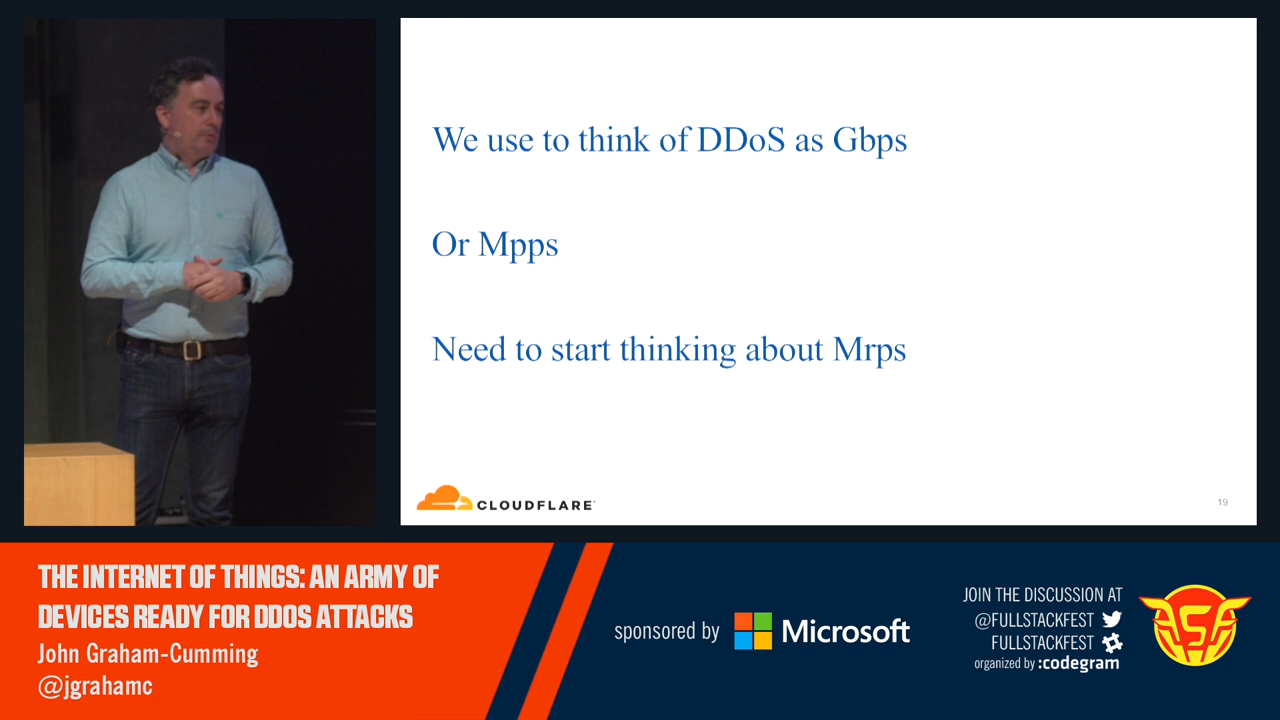 We use to think of DDoS as Gbps
Or Mpps
Need to start thinking about Mrps
CLOUDFLARE
19
THE INTERNET OF THINGS: AN ARMY OF
DEVICES READY FOR DDOS ATTACKS
John Graham-Cumming
@jgrahamc
sponsored by Microsoft
JOIN THE DISCUSSION AT
@FULLSTACKFEST
FULLSTACKFEST
organized by :codegram